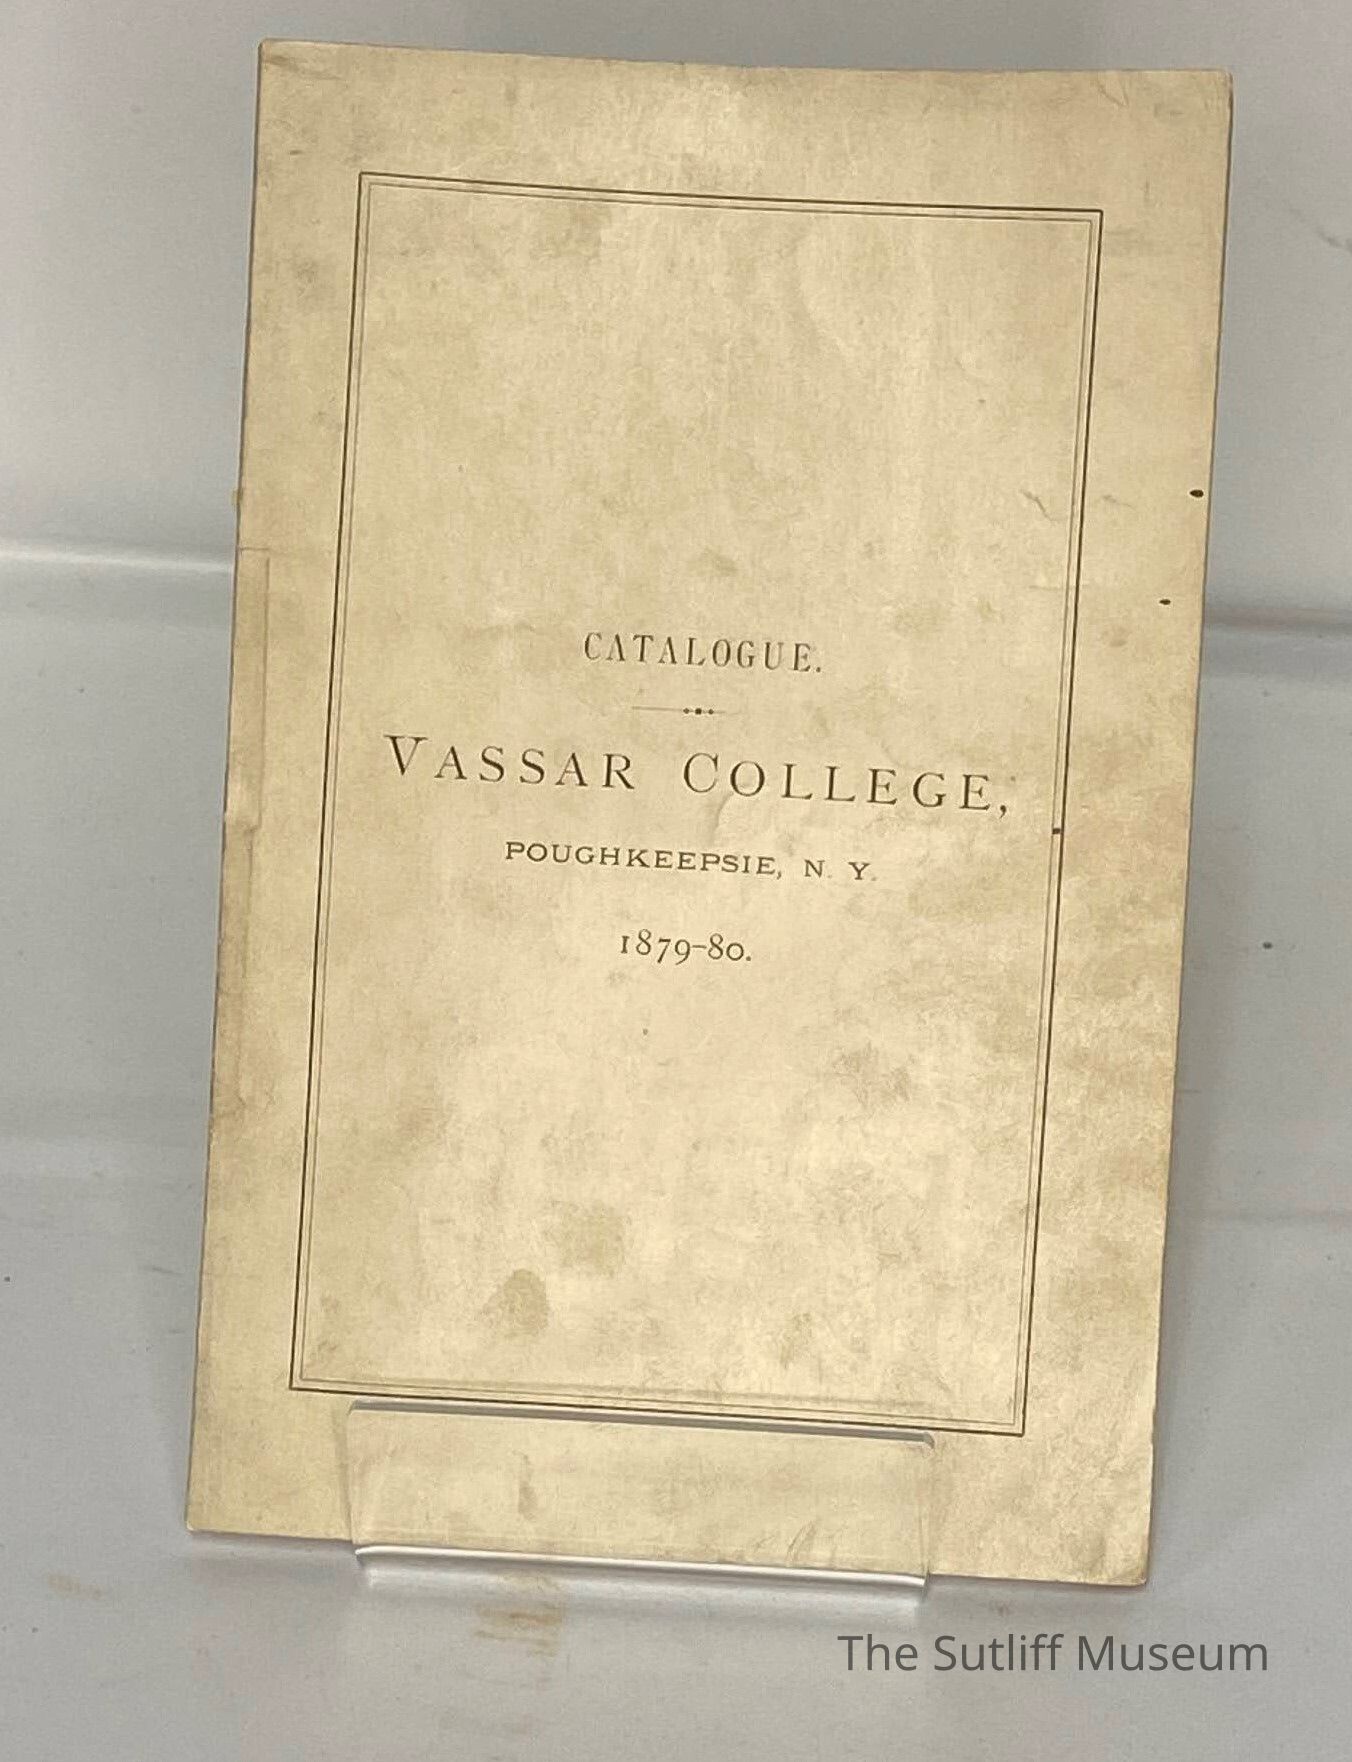 CATALOGUE.
VASSAR COLLEGE,
POUGHKEEPSIE, N. Y.
1879-80.
The Sutliff Museum